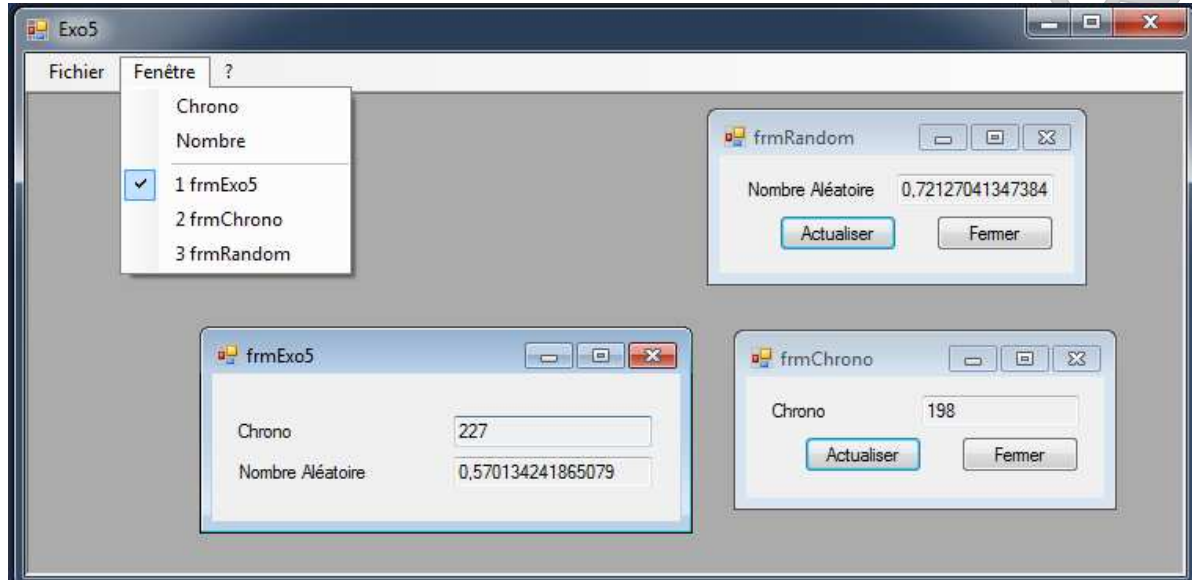 Exo5
Fichier Fenêtre ?
Chrono
Nombre
1 frmExo5
2 frmChrono
3 frmRandom
frmRandom
Nombre Aléatoire 0,72127041347384
Actualiser Fermer
frmExo5
Chrono 227
Nombre Aléatoire 0,570134241865079
frmChrono
Chrono 198
Actualiser Fermer